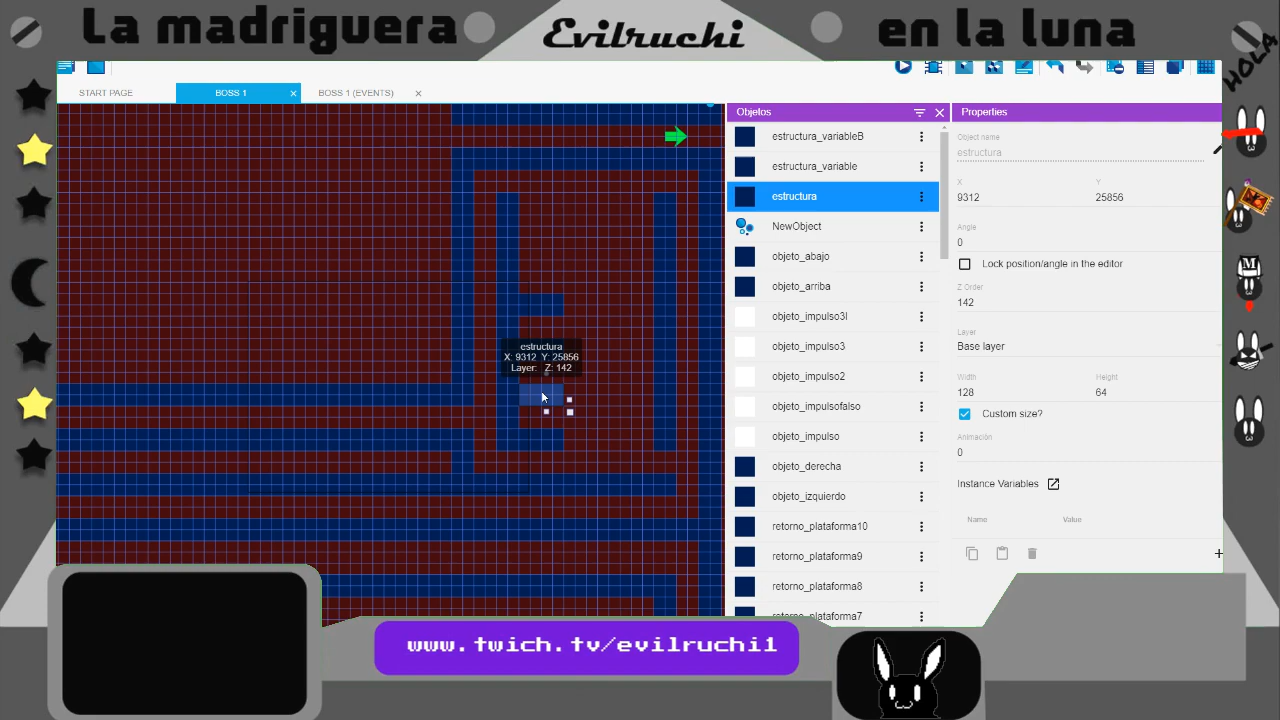 La madriguera
Evilruchi
en la luna
HOLA
START PAGE
BOSS 1
BOSS 1 (EVENTS)
Objetos
estructura_variableB
estructura_variable
estructura
NewObject
objeto_abajo
objeto_arriba
objeto_impulso3I
objeto_impulso3
objeto_impulso2
objeto_impulsofalso
objeto_impulso
objeto_derecha
objeto_izquierdo
retorno_plataforma10
retorno_plataforma9
retorno_plataforma8
retorno_plataforma7
estructura
X: 9312 Y: 25856
Layer: Z: 142
Properties
Object name
estructura
X
9312
Y
25856
Angle
0
Lock position/angle in the editor
Z Order
142
Layer
Base layer
Width
128
Height
64
Custom size?
Animación
0
Instance Variables
Name
Value
M
www.twich.tv/evilruchi1